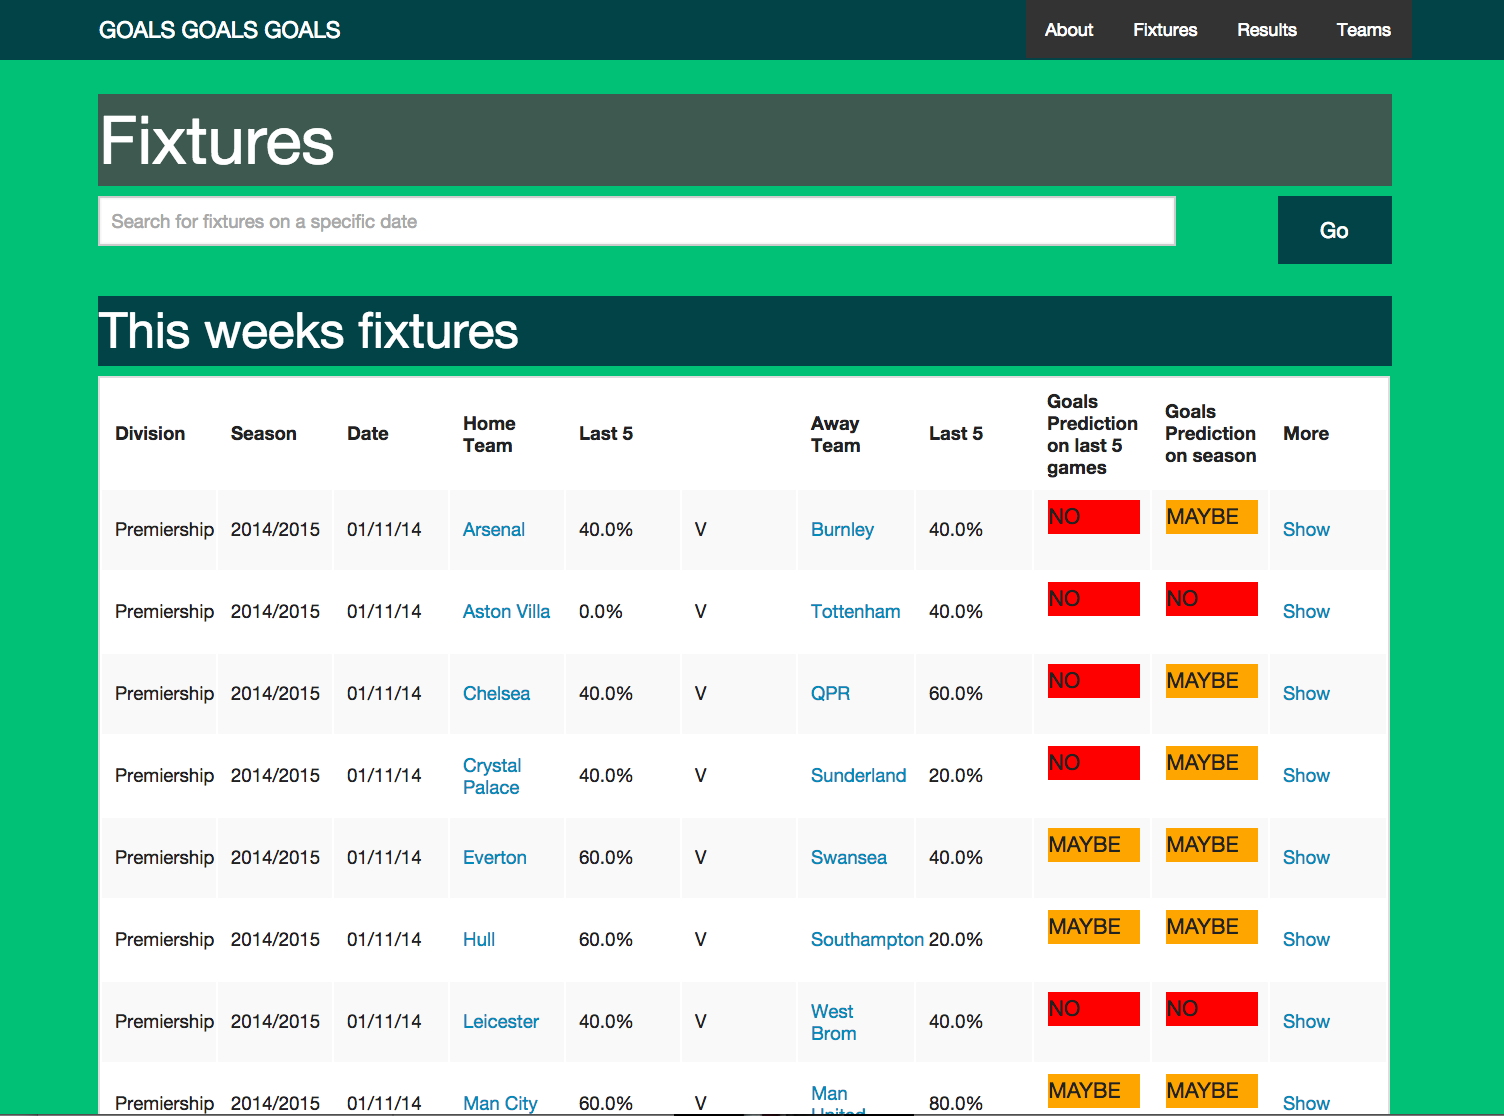 GOALS GOALS GOALS About Fixtures Results Teams
Fixtures
Search for fixtures on a specific date Go
This weeks fixtures
Division Season Date Home Team Last 5 Away Team Last 5 Goals Prediction on last 5 games Goals Prediction on season More
Premiership 2014/2015 01/11/14 Arsenal 40.0% V Burnley 40.0% NO MAYBE Show
Premiership 2014/2015 01/11/14 Aston Villa 0.0% V Tottenham 40.0% NO NO Show
Premiership 2014/2015 01/11/14 Chelsea 40.0% V QPR 60.0% NO MAYBE Show
Premiership 2014/2015 01/11/14 Crystal Palace 40.0% V Sunderland 20.0% NO MAYBE Show
Premiership 2014/2015 01/11/14 Everton 60.0% V Swansea 40.0% MAYBE MAYBE Show
Premiership 2014/2015 01/11/14 Hull 60.0% V Southampton 20.0% MAYBE MAYBE Show
Premiership 2014/2015 01/11/14 Leicester 40.0% V West Brom 40.0% NO NO Show
Premiership 2014/2015 01/11/14 Man City 60.0% V Man United 80.0% MAYBE MAYBE Show